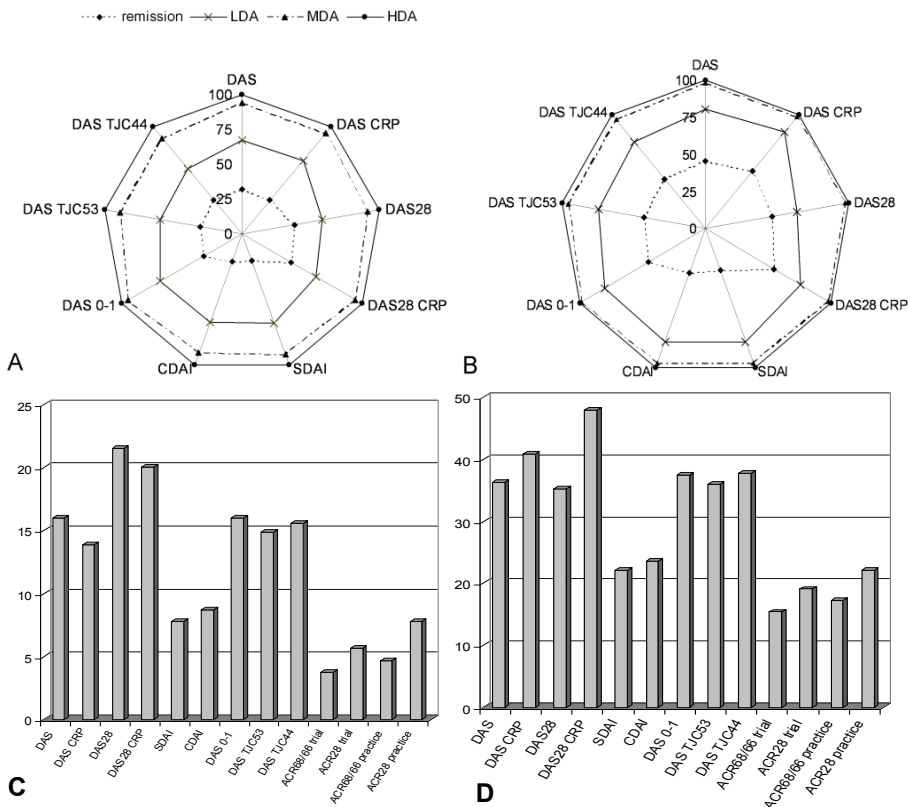 remission LDA MDA HDA
DAS
100
75
50
25
0
DAS CRP
DAS28
DAS28 CRP
SDAI
CDAI
DAS 0-1
DAS TJC53
DAS TJC44
A
DAS
100
75
50
25
0
DAS CRP
DAS28
DAS28 CRP
SDAI
CDAI
DAS 0-1
DAS TJC53
DAS TJC44
B
25
20
15
10
5
0
DAS
DAS CRP
DAS28
DAS28 CRP
SDAI
CDAI
DAS 0-1
DAS TJC53
DAS TJC44
ACR68/66 trial
ACR28 trial
ACR68/66 practice
ACR28 practice
C
50
40
30
20
10
0
DAS
DAS CRP
DAS28
DAS28 CRP
SDAI
CDAI
DAS 0-1
DAS TJC53
DAS TJC44
ACR68/66 trial
ACR28 trial
ACR68/66 practice
ACR28 practice
D